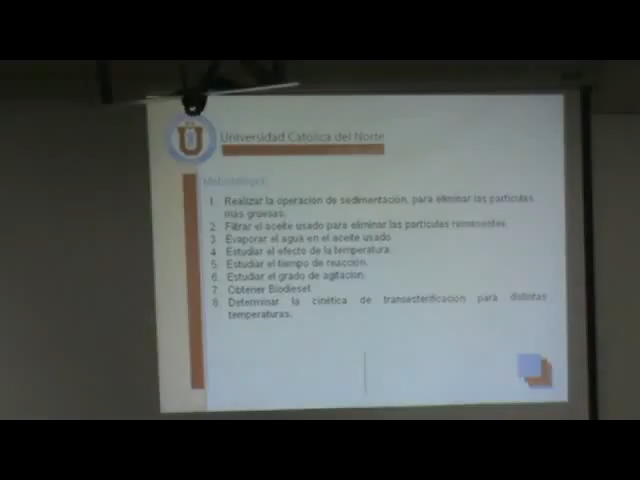 Universidad Católica del Norte
Metodología:
1. Realizar la operación de sedimentación, para eliminar las partículas
más gruesas.
2. Filtrar el aceite usado para eliminar las partículas remanentes.
3. Evaporar el agua en el aceite usado
4. Estudiar el efecto de la temperatura.
5. Estudiar el tiempo de reacción.
6. Estudiar el grado de agitación.
7. Obtener Biodiesel
8. Determinar la cinética de transesterificación para distintas
temperaturas.